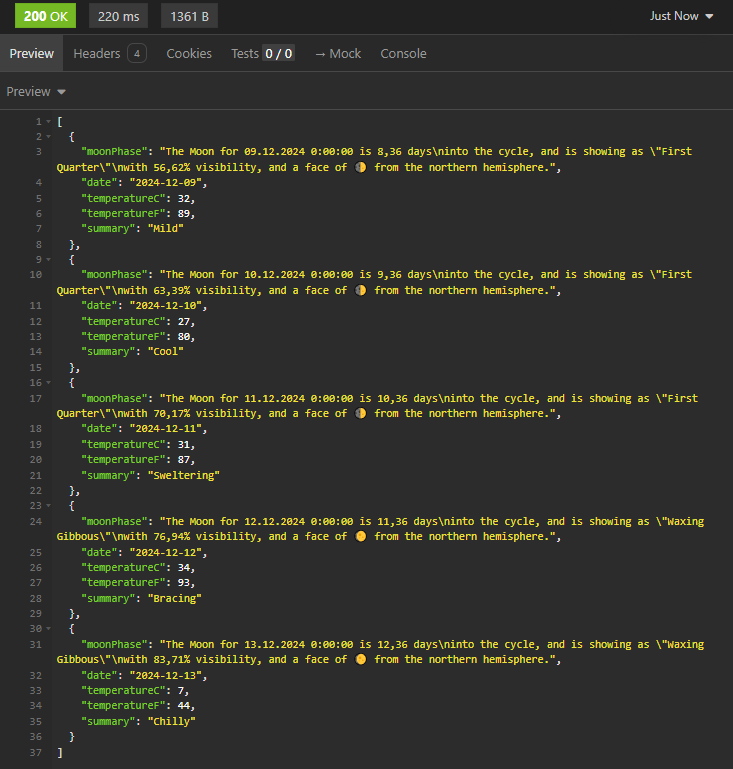 200 OK 220 ms 1361 B Just Now
Preview Headers 4 Cookies Tests 0 / 0 → Mock Console
Preview
1 [
2 {
3 "moonPhase": "The Moon for 09.12.2024 0:00:00 is 8,36 days\ninto the cycle, and is showing as \"First
Quarter\"\nwith 56,62% visibility, and a face of 🌓 from the northern hemisphere.",
4 "date": "2024-12-09",
5 "temperatureC": 32,
6 "temperatureF": 89,
7 "summary": "Mild"
8 },
9 {
10 "moonPhase": "The Moon for 10.12.2024 0:00:00 is 9,36 days\ninto the cycle, and is showing as \"First
Quarter\"\nwith 63,39% visibility, and a face of 🌓 from the northern hemisphere.",
11 "date": "2024-12-10",
12 "temperatureC": 27,
13 "temperatureF": 80,
14 "summary": "Cool"
15 },
16 {
17 "moonPhase": "The Moon for 11.12.2024 0:00:00 is 10,36 days\ninto the cycle, and is showing as \"First
Quarter\"\nwith 70,17% visibility, and a face of 🌓 from the northern hemisphere.",
18 "date": "2024-12-11",
19 "temperatureC": 31,
20 "temperatureF": 87,
21 "summary": "Sweltering"
22 },
23 {
24 "moonPhase": "The Moon for 12.12.2024 0:00:00 is 11,36 days\ninto the cycle, and is showing as \"Waxing
Gibbous\"\nwith 76,94% visibility, and a face of 🌔 from the northern hemisphere.",
25 "date": "2024-12-12",
26 "temperatureC": 34,
27 "temperatureF": 93,
28 "summary": "Bracing"
29 },
30 {
31 "moonPhase": "The Moon for 13.12.2024 0:00:00 is 12,36 days\ninto the cycle, and is showing as \"Waxing
Gibbous\"\nwith 83,71% visibility, and a face of 🌔 from the northern hemisphere.",
32 "date": "2024-12-13",
33 "temperatureC": 7,
34 "temperatureF": 44,
35 "summary": "Chilly"
36 }
37 ]